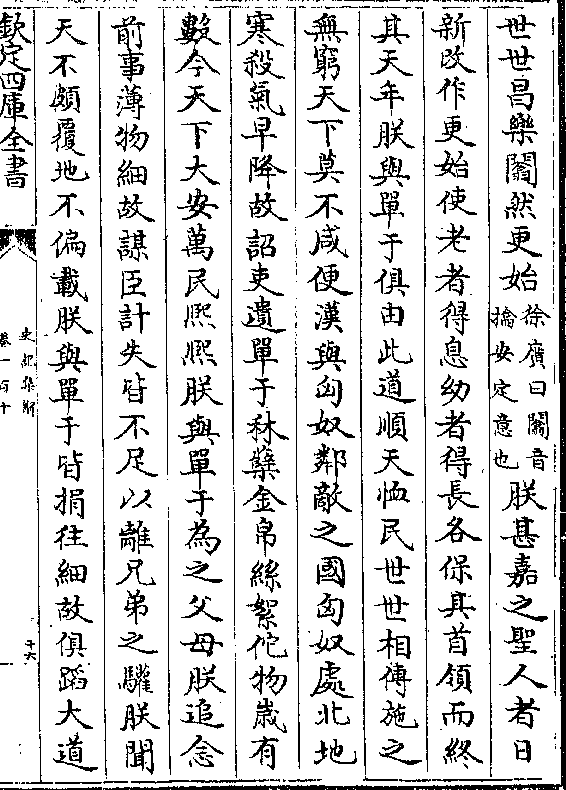 世世昌樂闟然更始徐廣曰闟音
搶安定意也朕甚嘉之聖人者日
新改作更始使老者得息幼者得長各保其首領而終
其天年朕與單于俱由此道順天恤民世世相傳施之
無窮天下莫不咸便漢與匈奴鄰敵之國匈奴處北地
寒殺氣早降故詔吏遺單于秫蘖金帛絲絮佗物歲有
數今天下大安萬民熈熈朕與單于為之父母朕追念
前事薄物細故謀臣計失皆不足以離兄弟之驩朕聞
天不頗覆地不偏載朕與單于皆捐往細故俱蹈大道
欽定四庫全書
史記集解
卷一百十
十六